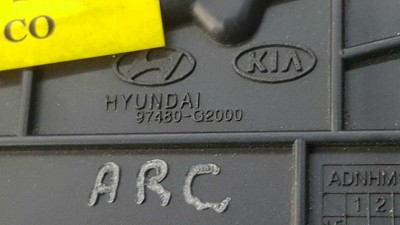 CO
KIA
HYUNDAI
97480-G2000
ARC
ADNHM
1 2